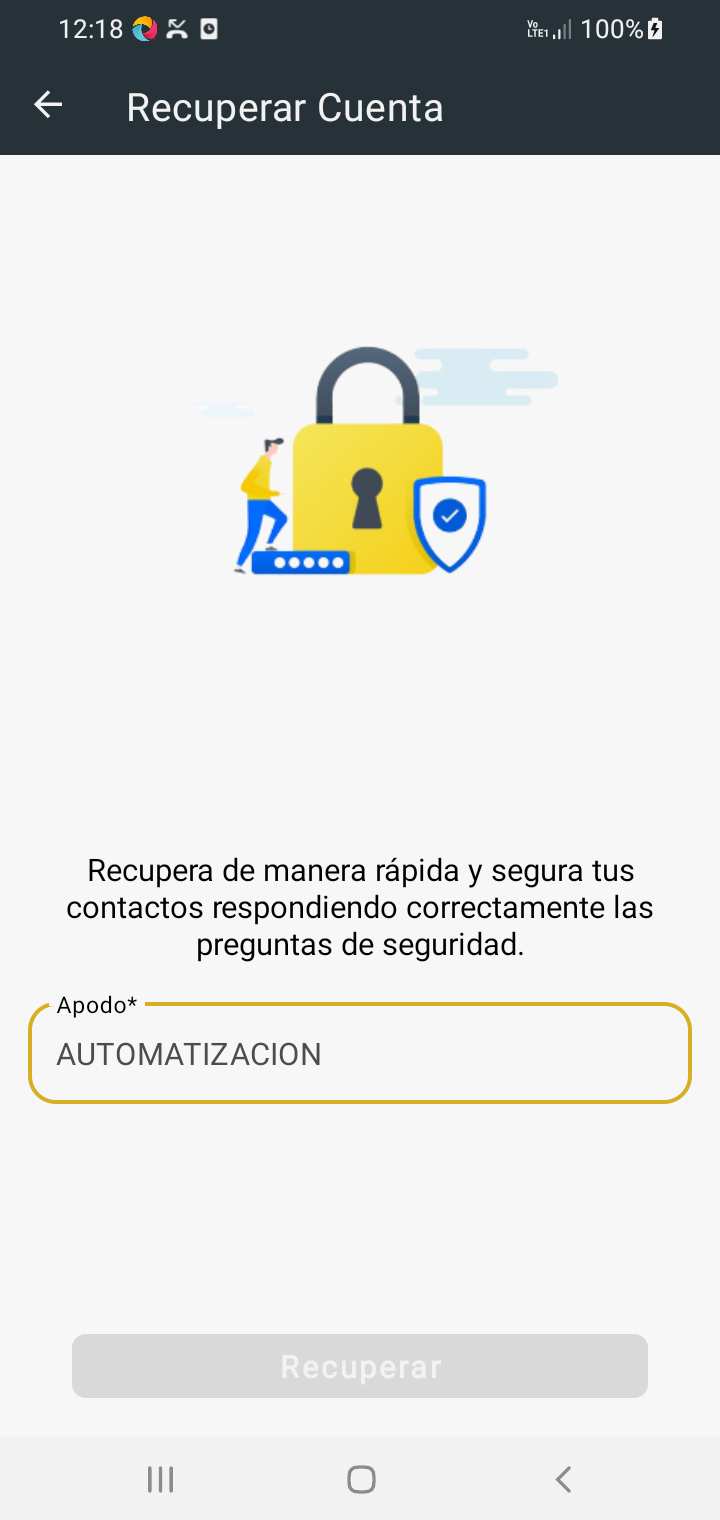 12:18
Vo LTE1 100%
Recuperar Cuenta
Recupera de manera rápida y segura tus
contactos respondiendo correctamente las
preguntas de seguridad.
Apodo*
AUTOMATIZACION
Recuperar